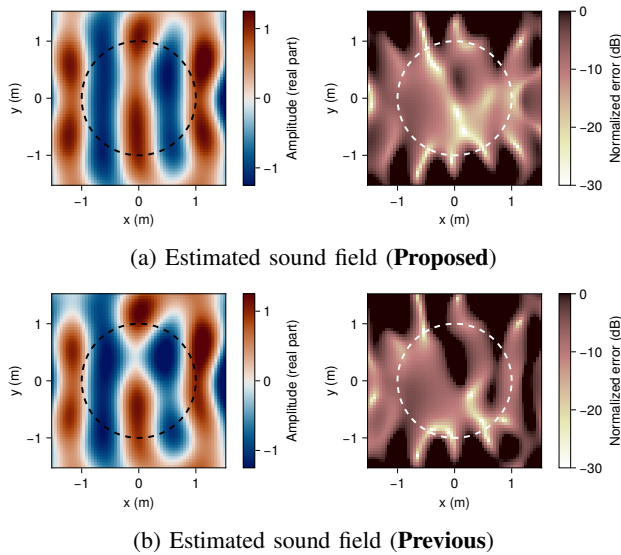 1
0
−1
y (m)
−1
0
1
x (m)
1
0
−1
Amplitude (real part)
1
0
−1
y (m)
−1
0
1
x (m)
0
−10
−20
−30
Normalized error (dB)
(a) Estimated sound field (Proposed)
1
0
−1
y (m)
−1
0
1
x (m)
1
0
−1
Amplitude (real part)
1
0
−1
y (m)
−1
0
1
x (m)
0
−10
−20
−30
Normalized error (dB)
(b) Estimated sound field (Previous)